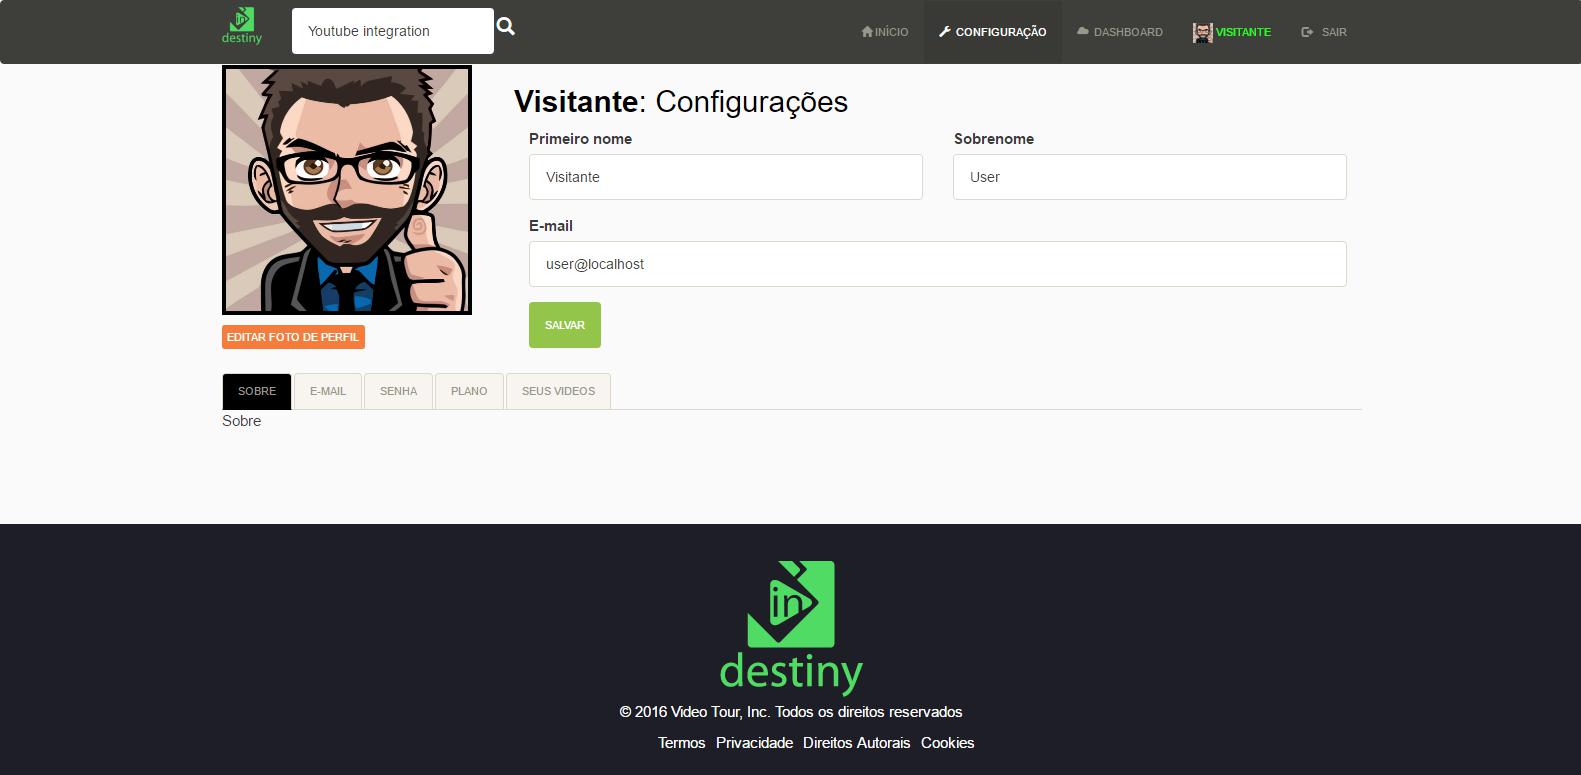 in
destiny
Youtube integration
INÍCIO
CONFIGURAÇÃO
DASHBOARD
VISITANTE
SAIR
Visitante: Configurações
Primeiro nome
Sobrenome
Visitante
User
E-mail
user@localhost
SALVAR
EDITAR FOTO DE PERFIL
SOBRE
E-MAIL
SENHA
PLANO
SEUS VIDEOS
Sobre
in
destiny
© 2016 Video Tour, Inc. Todos os direitos reservados
Termos Privacidade Direitos Autorais Cookies